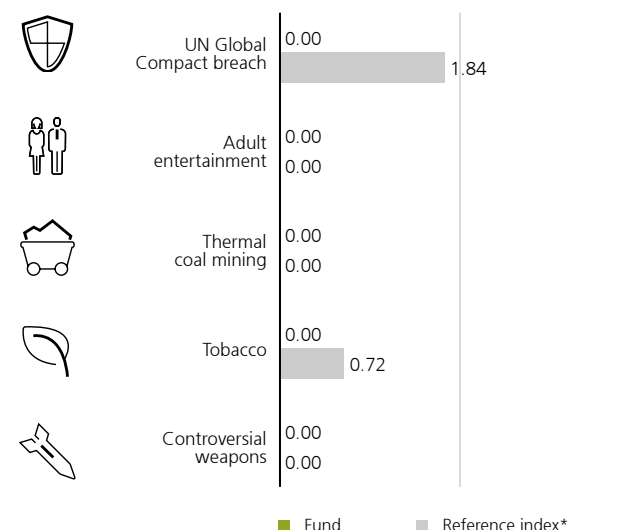 UN Global
Compact breach
0.00
1.84
Adult
entertainment
0.00
0.00
Thermal
coal mining
0.00
0.00
Tobacco
0.00
0.72
Controversial
weapons
0.00
0.00
Fund Reference index*